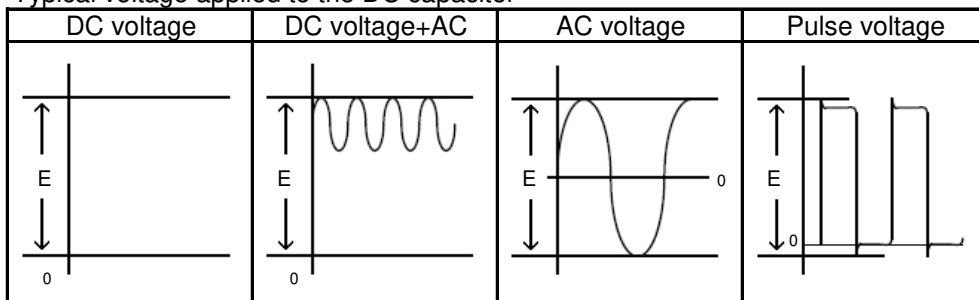 Typical voltage applied to the DC capacitor
DC voltage DC voltage+AC AC voltage Pulse voltage
E E E 0 E
0
0 0